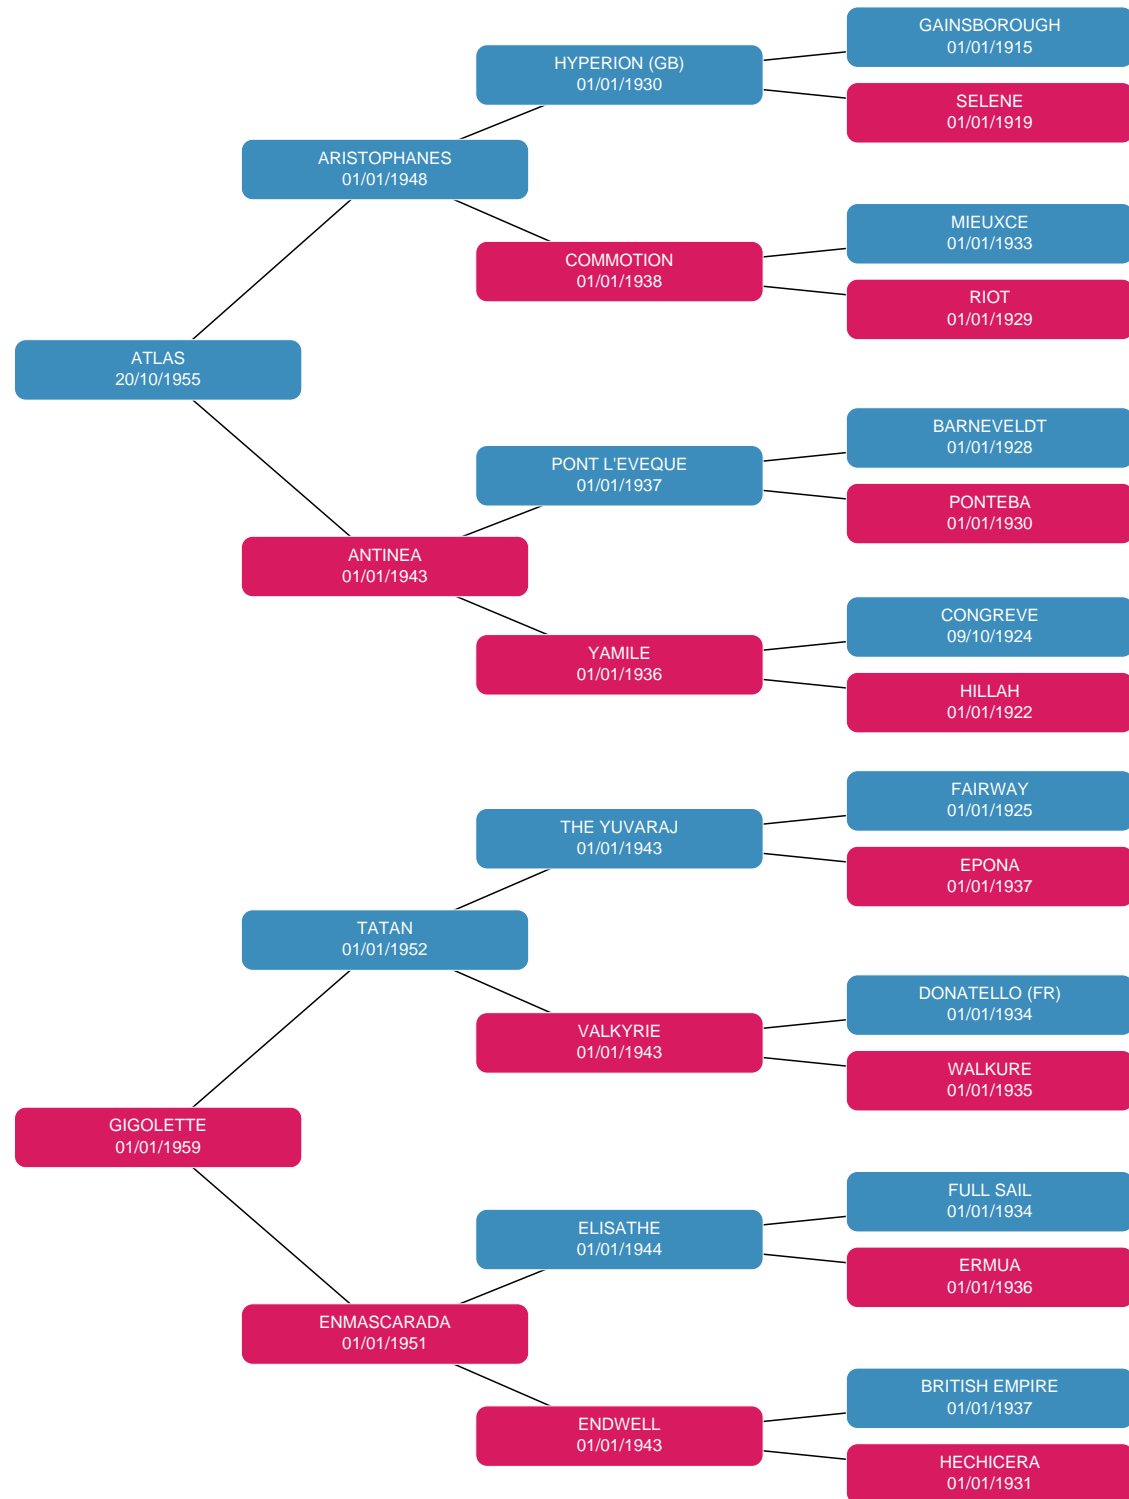 GAINSBOROUGH
01/01/1915
HYPERION (GB)
01/01/1930
SELENE
01/01/1919
ARISTOPHANES
01/01/1948
MIEUXCE
01/01/1933
COMMOTION
01/01/1938
RIOT
01/01/1929
ATLAS
20/10/1955
BARNEVELDT
01/01/1928
PONT L'EVEQUE
01/01/1937
PONTEBA
01/01/1930
ANTINEA
01/01/1943
CONGREVE
09/10/1924
YAMILE
01/01/1936
HILLAH
01/01/1922
FAIRWAY
01/01/1925
THE YUVARAJ
01/01/1943
EPONA
01/01/1937
TATAN
01/01/1952
DONATELLO (FR)
01/01/1934
VALKYRIE
01/01/1943
WALKURE
01/01/1935
GIGOLETTE
01/01/1959
FULL SAIL
01/01/1934
ELISATHE
01/01/1944
ERMUA
01/01/1936
ENMASCARADA
01/01/1951
BRITISH EMPIRE
01/01/1937
ENDWELL
01/01/1943
HECHICERA
01/01/1931